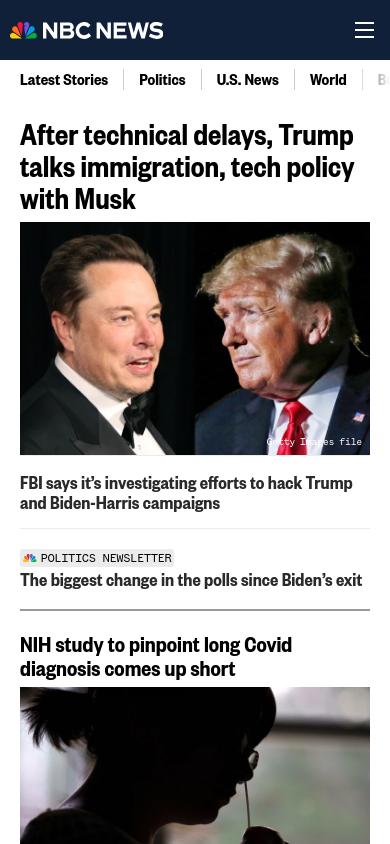 NBC NEWS
Latest Stories
Politics
U.S. News
World
After technical delays, Trump
talks immigration, tech policy
with Musk
Getty Images file
FBI says it’s investigating efforts to hack Trump
and Biden-Harris campaigns
POLITICS NEWSLETTER
The biggest change in the polls since Biden’s exit
NIH study to pinpoint long Covid
diagnosis comes up short